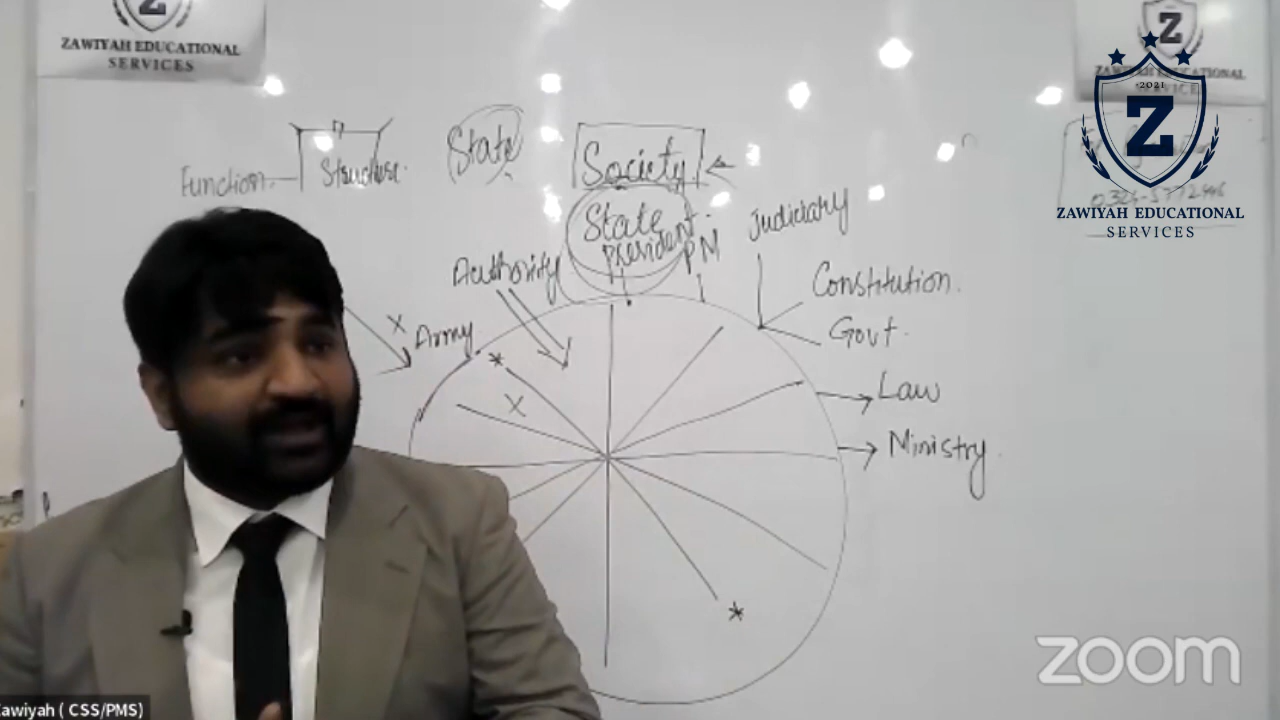 Z
ZAWIYAH EDUCATIONAL
SERVICES
Z
2021
Z
ZAWIYAH EDUCATIONAL
SERVICES
Function
Structure.
State
Society
State
President
PM
Judiciary
Authority
Constitution.
Govt.
X
Army
Law
X
Ministry.
zoom
Zawiyah ( CSS/PMS)